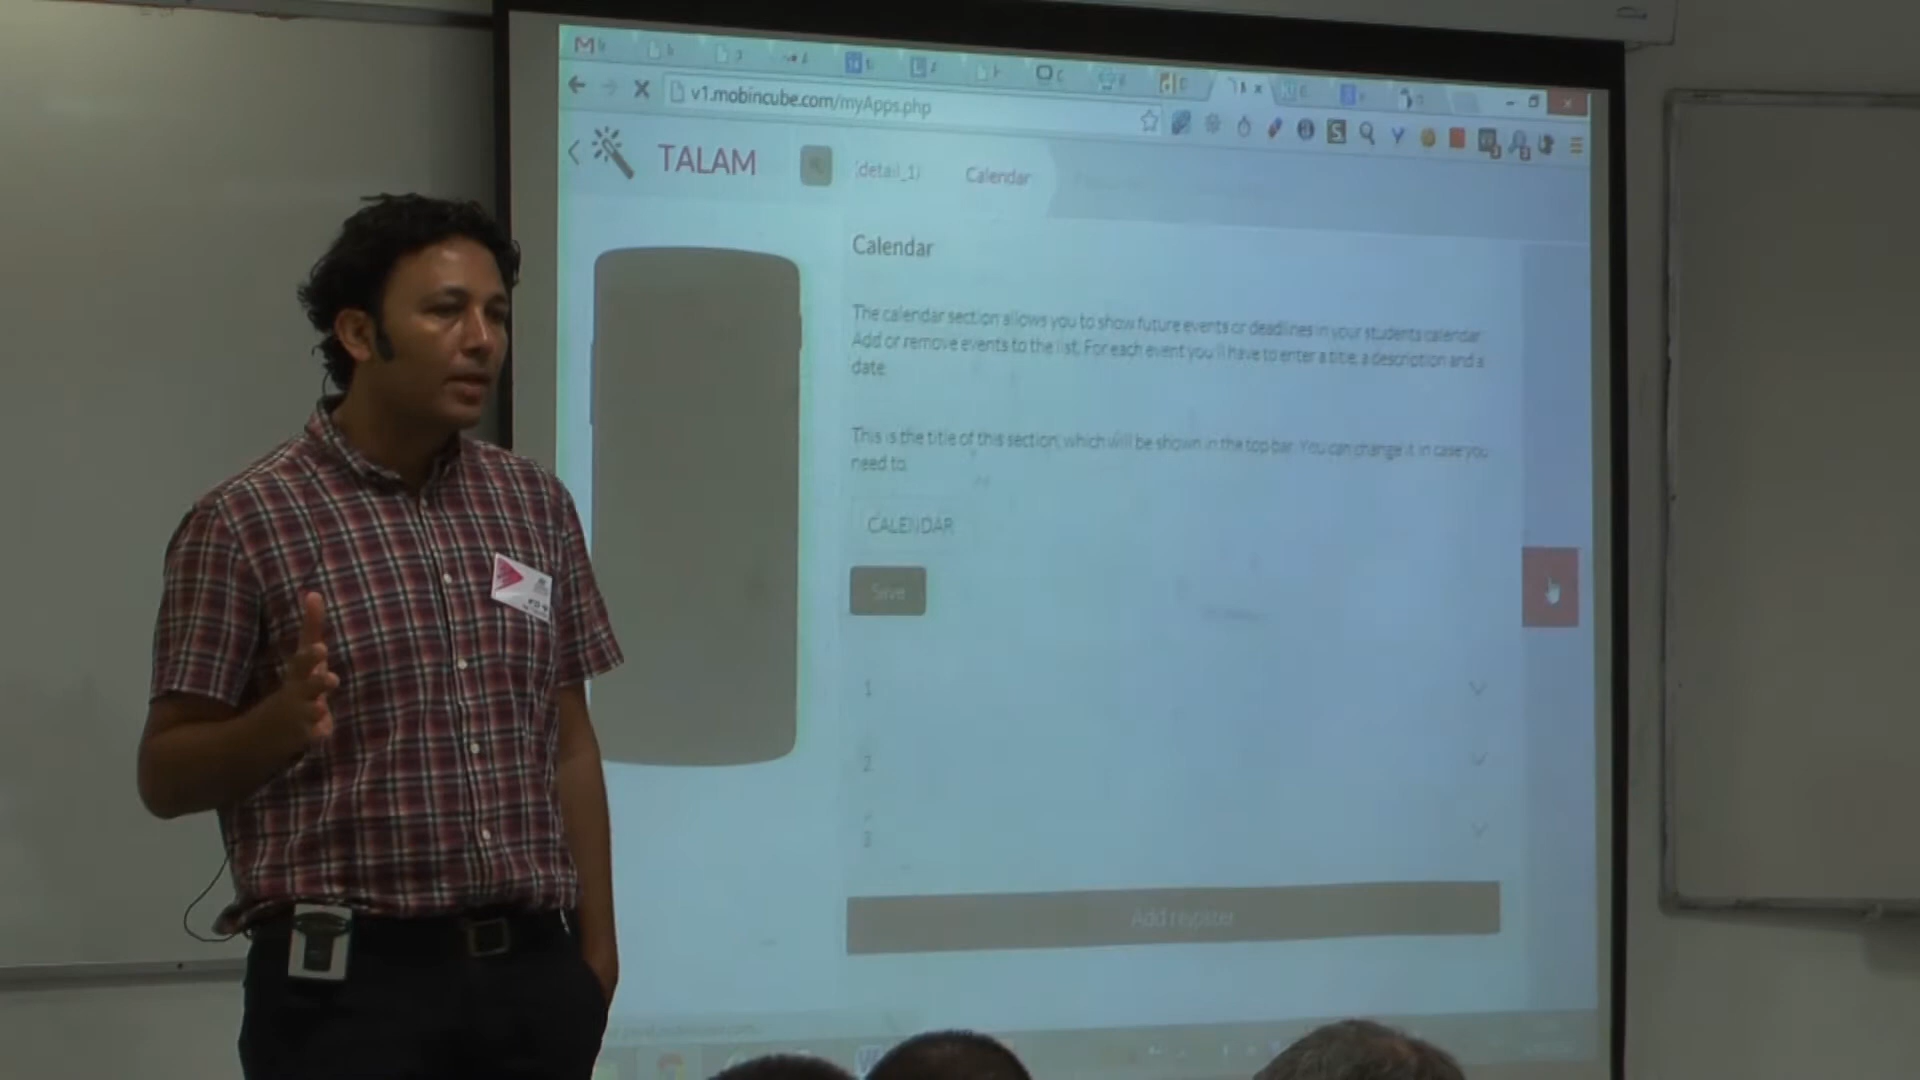 v1.mobincube.com/myApps.php
TALAM
(detail_1)
Calendar
Calendar
The calendar section allows you to show future events or deadlines in your students calendar
Add or remove events to the list. For each event you'll have to enter a title, a description and a
date
This is the title of this section, which will be shown in the top bar. You can change it in case you
need to
CALENDAR
Save
1
2
3
Add register